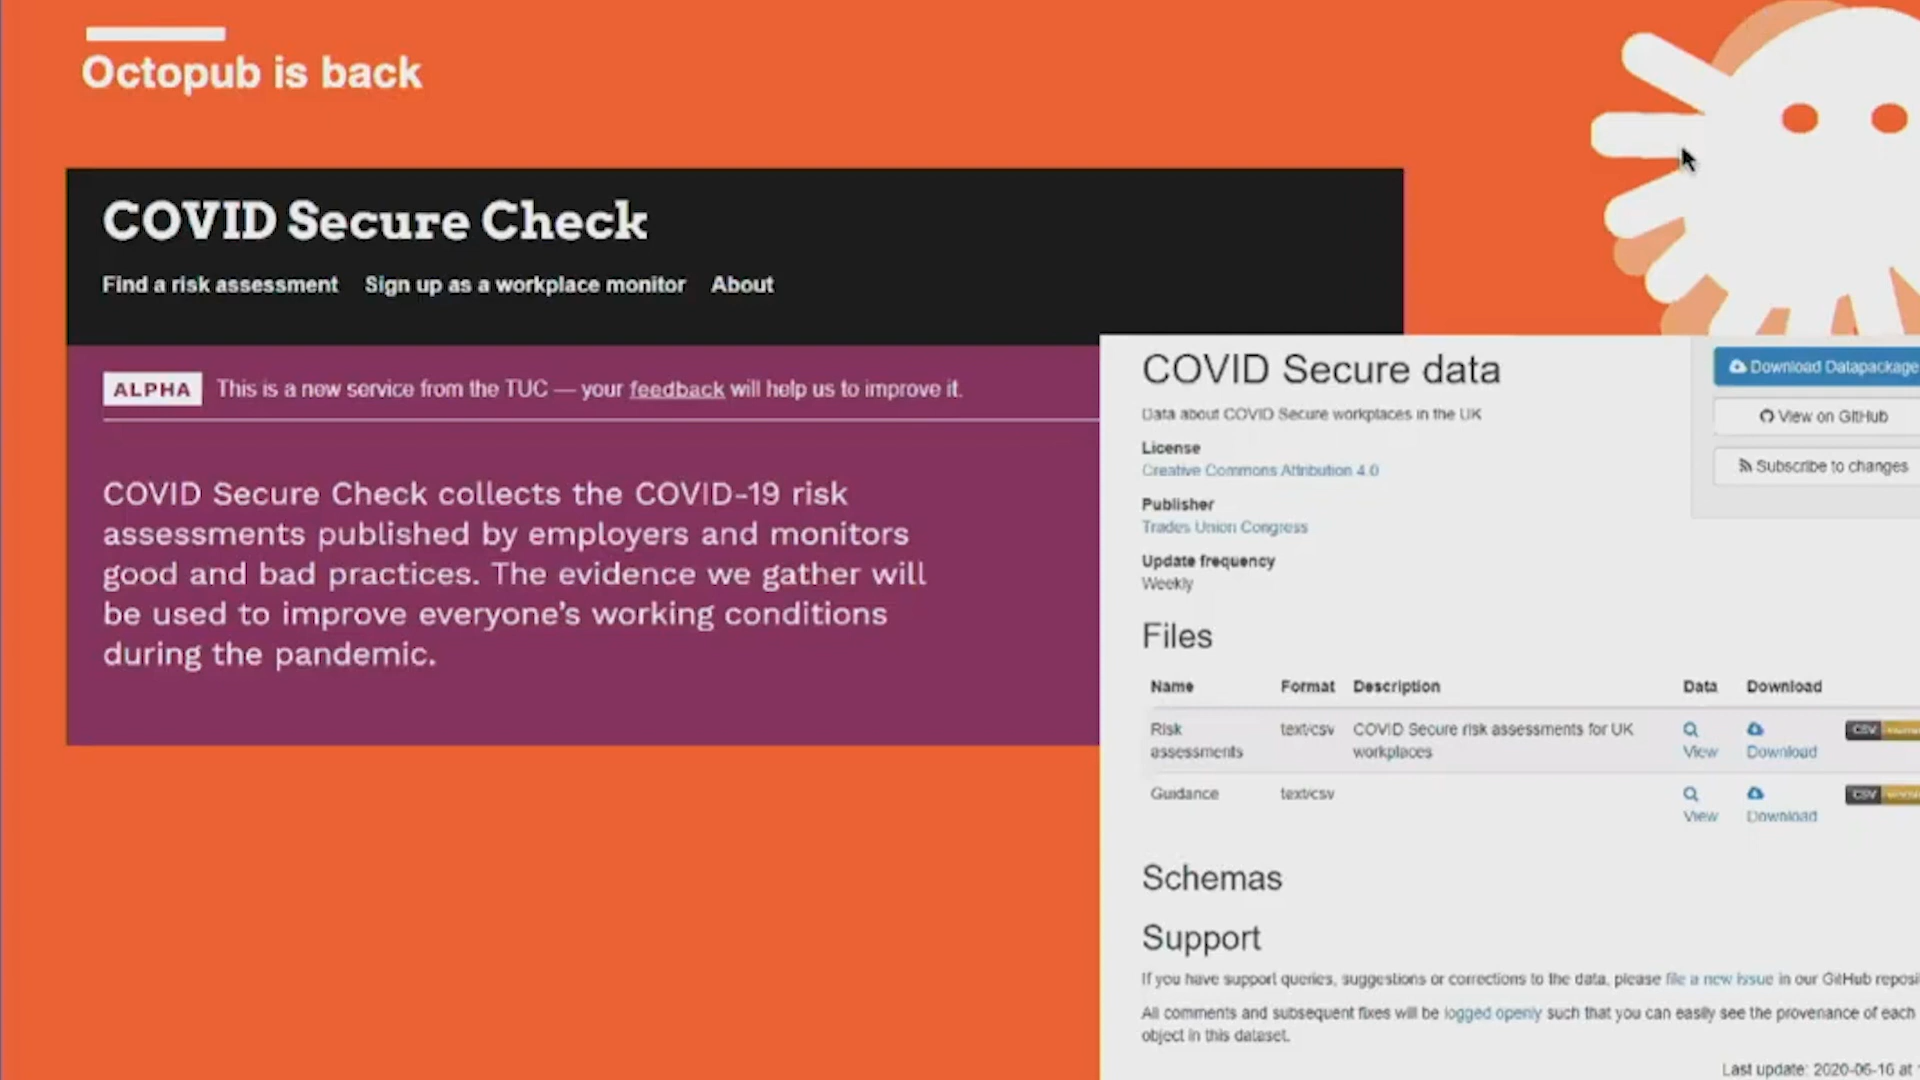 Octopub is back
COVID Secure Check
Find a risk assessment Sign up as a workplace monitor About
ALPHA This is a new service from the TUC — your feedback will help us to improve it.
COVID Secure Check collects the COVID-19 risk
assessments published by employers and monitors
good and bad practices. The evidence we gather will
be used to improve everyone's working conditions
during the pandemic.
COVID Secure data
Data about COVID Secure workplaces in the UK
License
Creative Commons Attribution 4.0
Publisher
Trades Union Congress
Update frequency
Weekly
Download Datapackage
View on GitHub
Subscribe to changes
Files
Name Format Description Data Download
Risk text/csv COVID Secure risk assessments for UK
assessments workplaces View Download
CSV
Guidance text/csv
View Download
CSV
Schemas
Support
If you have support queries, suggestions or corrections to the data, please file a new issue in our GitHub
All comments and subsequent fixes will be logged openly such that you can easily see the provenance of each
object in this dataset.
Last update: 2020-06-16 at